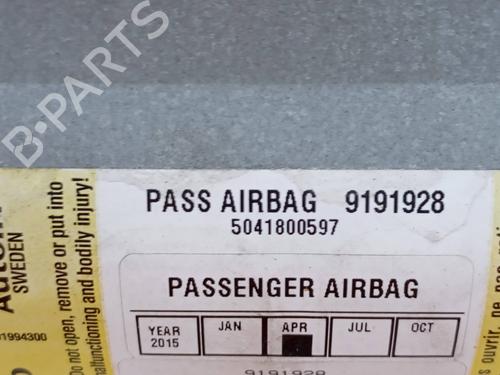 B-PARTS
PASS AIRBAG 9191928
5041800597
PASSENGER AIRBAG
YEAR 2015 JAN APR JUL OCT
9191928
SWEDEN
Do not open, remove or put into
malfunctioning and bodily injury!